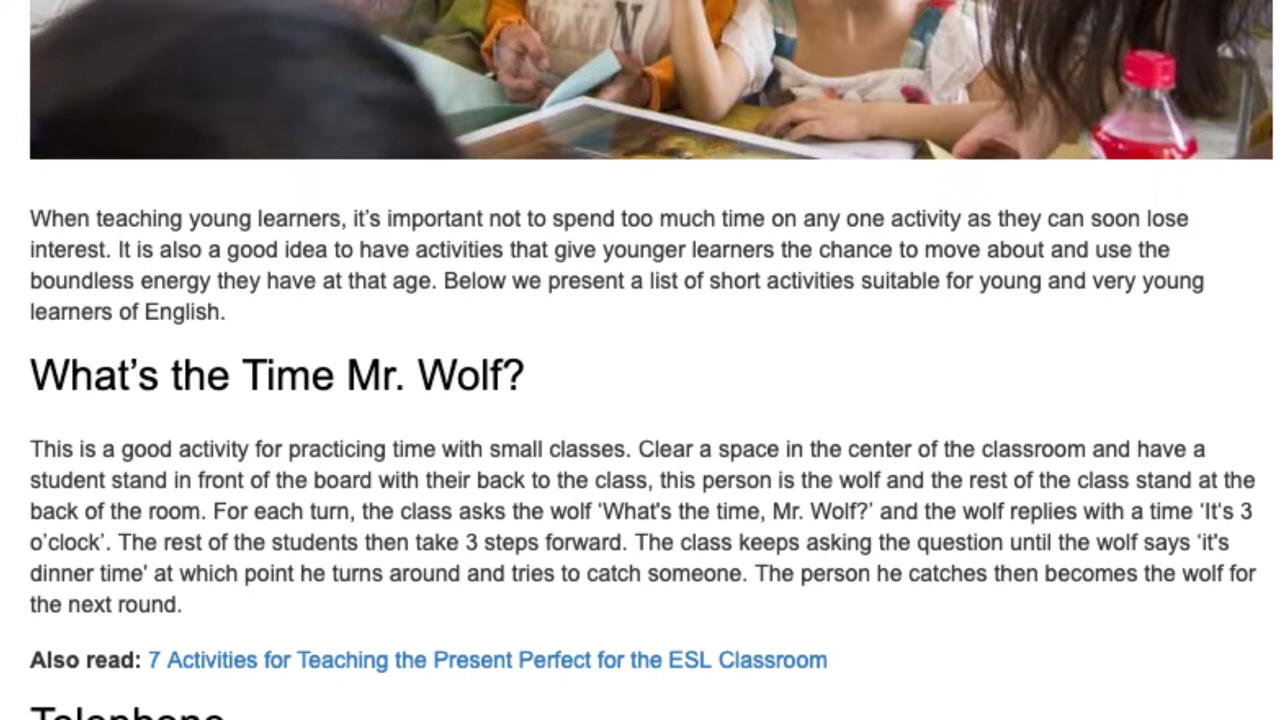 When teaching young learners, it’s important not to spend too much time on any one activity as they can soon lose
interest. It is also a good idea to have activities that give younger learners the chance to move about and use the
boundless energy they have at that age. Below we present a list of short activities suitable for young and very young
learners of English.
What’s the Time Mr. Wolf?
This is a good activity for practicing time with small classes. Clear a space in the center of the classroom and have a
student stand in front of the board with their back to the class, this person is the wolf and the rest of the class stand at the
back of the room. For each turn, the class asks the wolf ‘What's the time, Mr. Wolf?’ and the wolf replies with a time ‘It's 3
o’clock’. The rest of the students then take 3 steps forward. The class keeps asking the question until the wolf says ‘it's
dinner time' at which point he turns around and tries to catch someone. The person he catches then becomes the wolf for
the next round.
Also read: 7 Activities for Teaching the Present Perfect for the ESL Classroom
Telephone